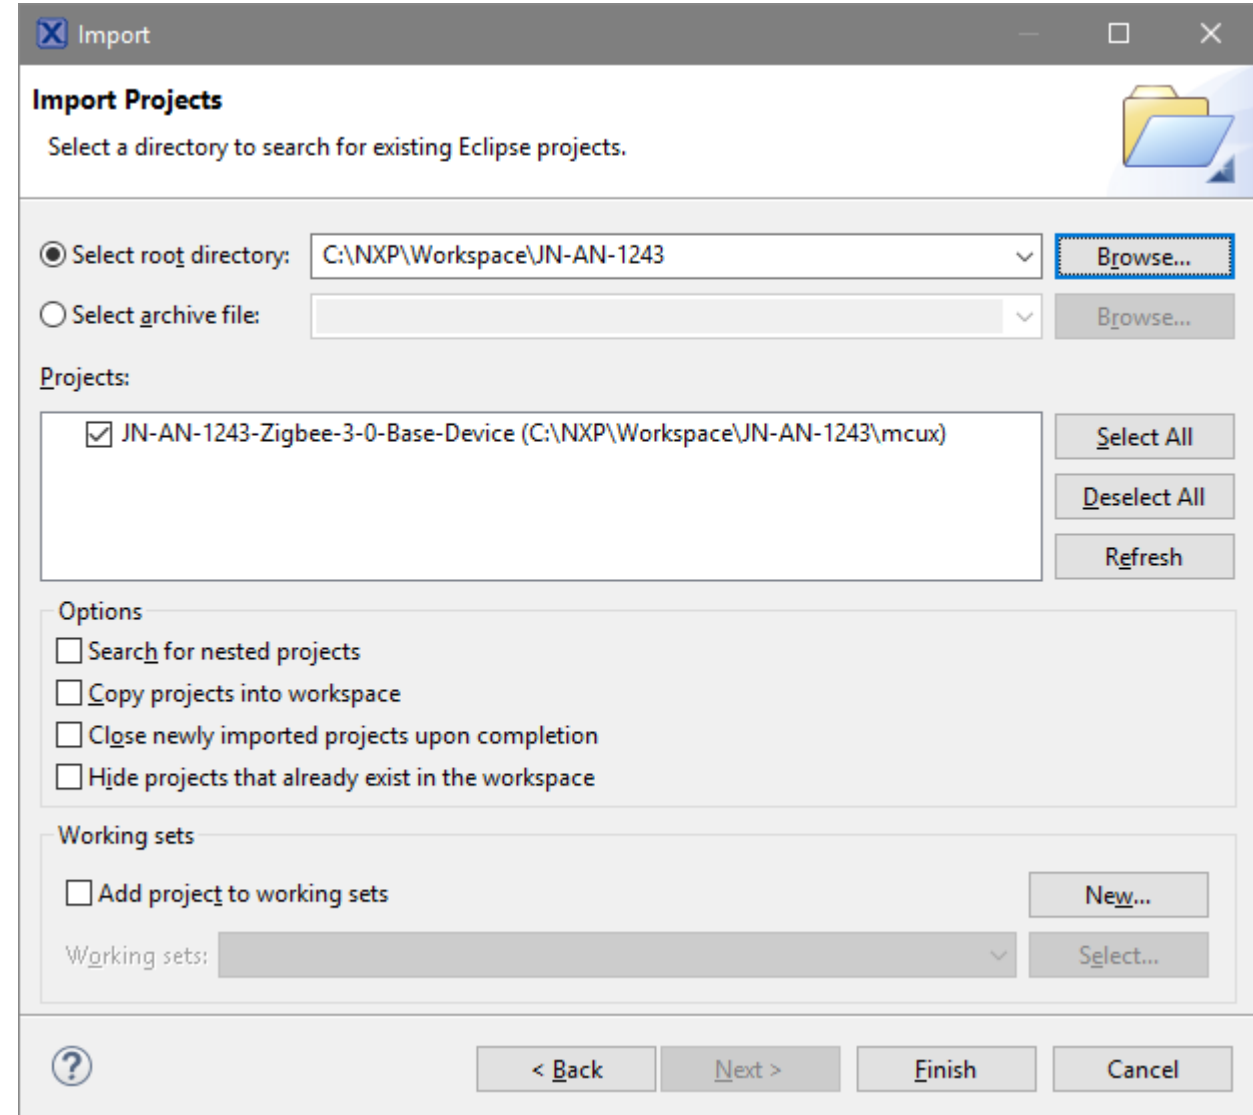 Import
Import Projects
Select a directory to search for existing Eclipse projects.
Select root directory: C:\NXP\Workspace\JN-AN-1243 Browse...
Select archive file: Browse...
Projects:
JN-AN-1243-Zigbee-3-0-Base-Device (C:\NXP\Workspace\JN-AN-1243\mcux)
Select All
Deselect All
Refresh
Options
Search for nested projects
Copy projects into workspace
Close newly imported projects upon completion
Hide projects that already exist in the workspace
Working sets
Add project to working sets New...
Working sets: Select...
? < Back Next > Finish Cancel